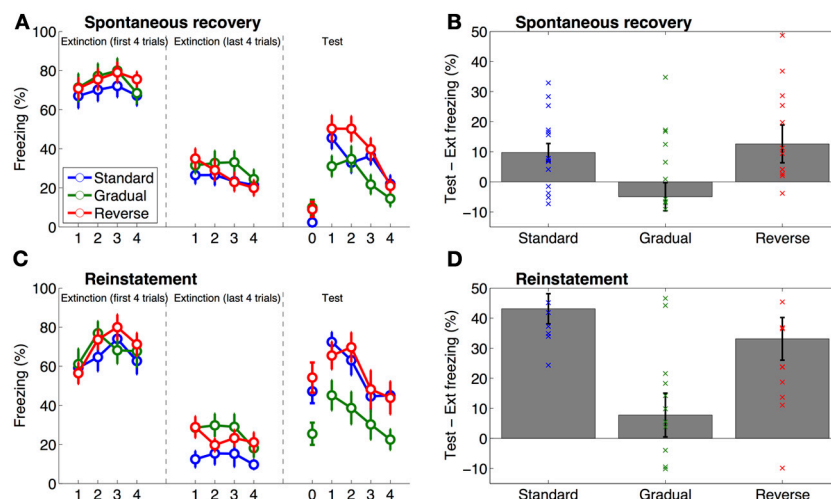 A Spontaneous recovery
Extinction (first 4 trials) Extinction (last 4 trials) Test
Freezing (%)
100
80
60
40
20
0
Standard
Gradual
Reverse
1 2 3 4 1 2 3 4 0 1 2 3 4
B Spontaneous recovery
Test − Ext freezing (%)
50
40
30
20
10
0
−10
Standard Gradual Reverse
C Reinstatement
Extinction (first 4 trials) Extinction (last 4 trials) Test
Freezing (%)
100
80
60
40
20
0
1 2 3 4 1 2 3 4 0 1 2 3 4
D Reinstatement
Test − Ext freezing (%)
50
40
30
20
10
0
−10
Standard Gradual Reverse